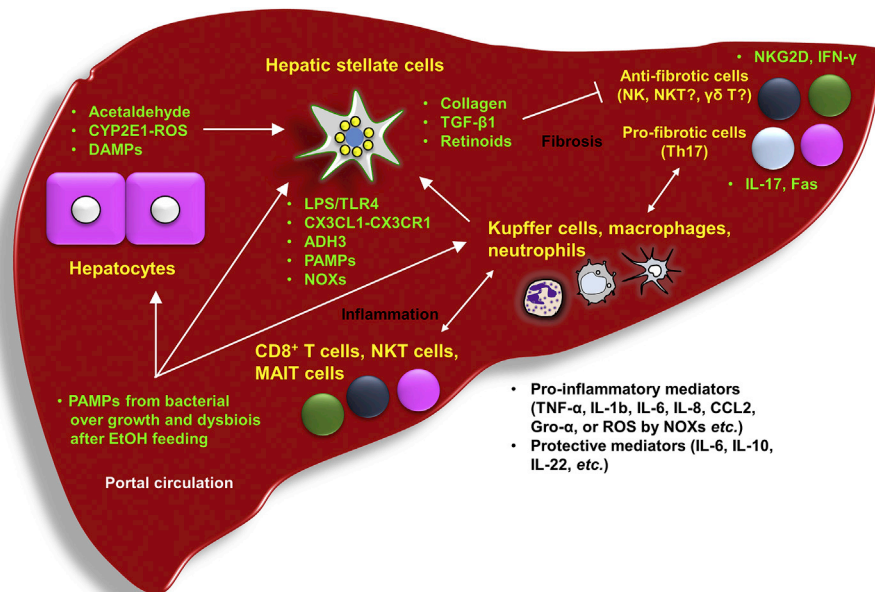 • NKG2D, IFN-γ
Hepatic stellate cells
Anti-fibrotic cells
(NK, NKT?, γδ T?)
• Acetaldehyde
• CYP2E1-ROS
• DAMPs
• Collagen
• TGF-β1
• Retinoids
Fibrosis
Pro-fibrotic cells
(Th17)
• IL-17, Fas
• LPS/TLR4
• CX3CL1-CX3CR1
• ADH3
• PAMPs
• NOXs
Hepatocytes
Kupffer cells, macrophages,
neutrophils
Inflammation
CD8⁺ T cells, NKT cells,
MAIT cells
• PAMPs from bacterial
over growth and dysbiois
after EtOH feeding
Portal circulation
• Pro-inflammatory mediators
(TNF-α, IL-1b, IL-6, IL-8, CCL2,
Gro-α, or ROS by NOXs etc.)
• Protective mediators (IL-6, IL-10,
IL-22, etc.)